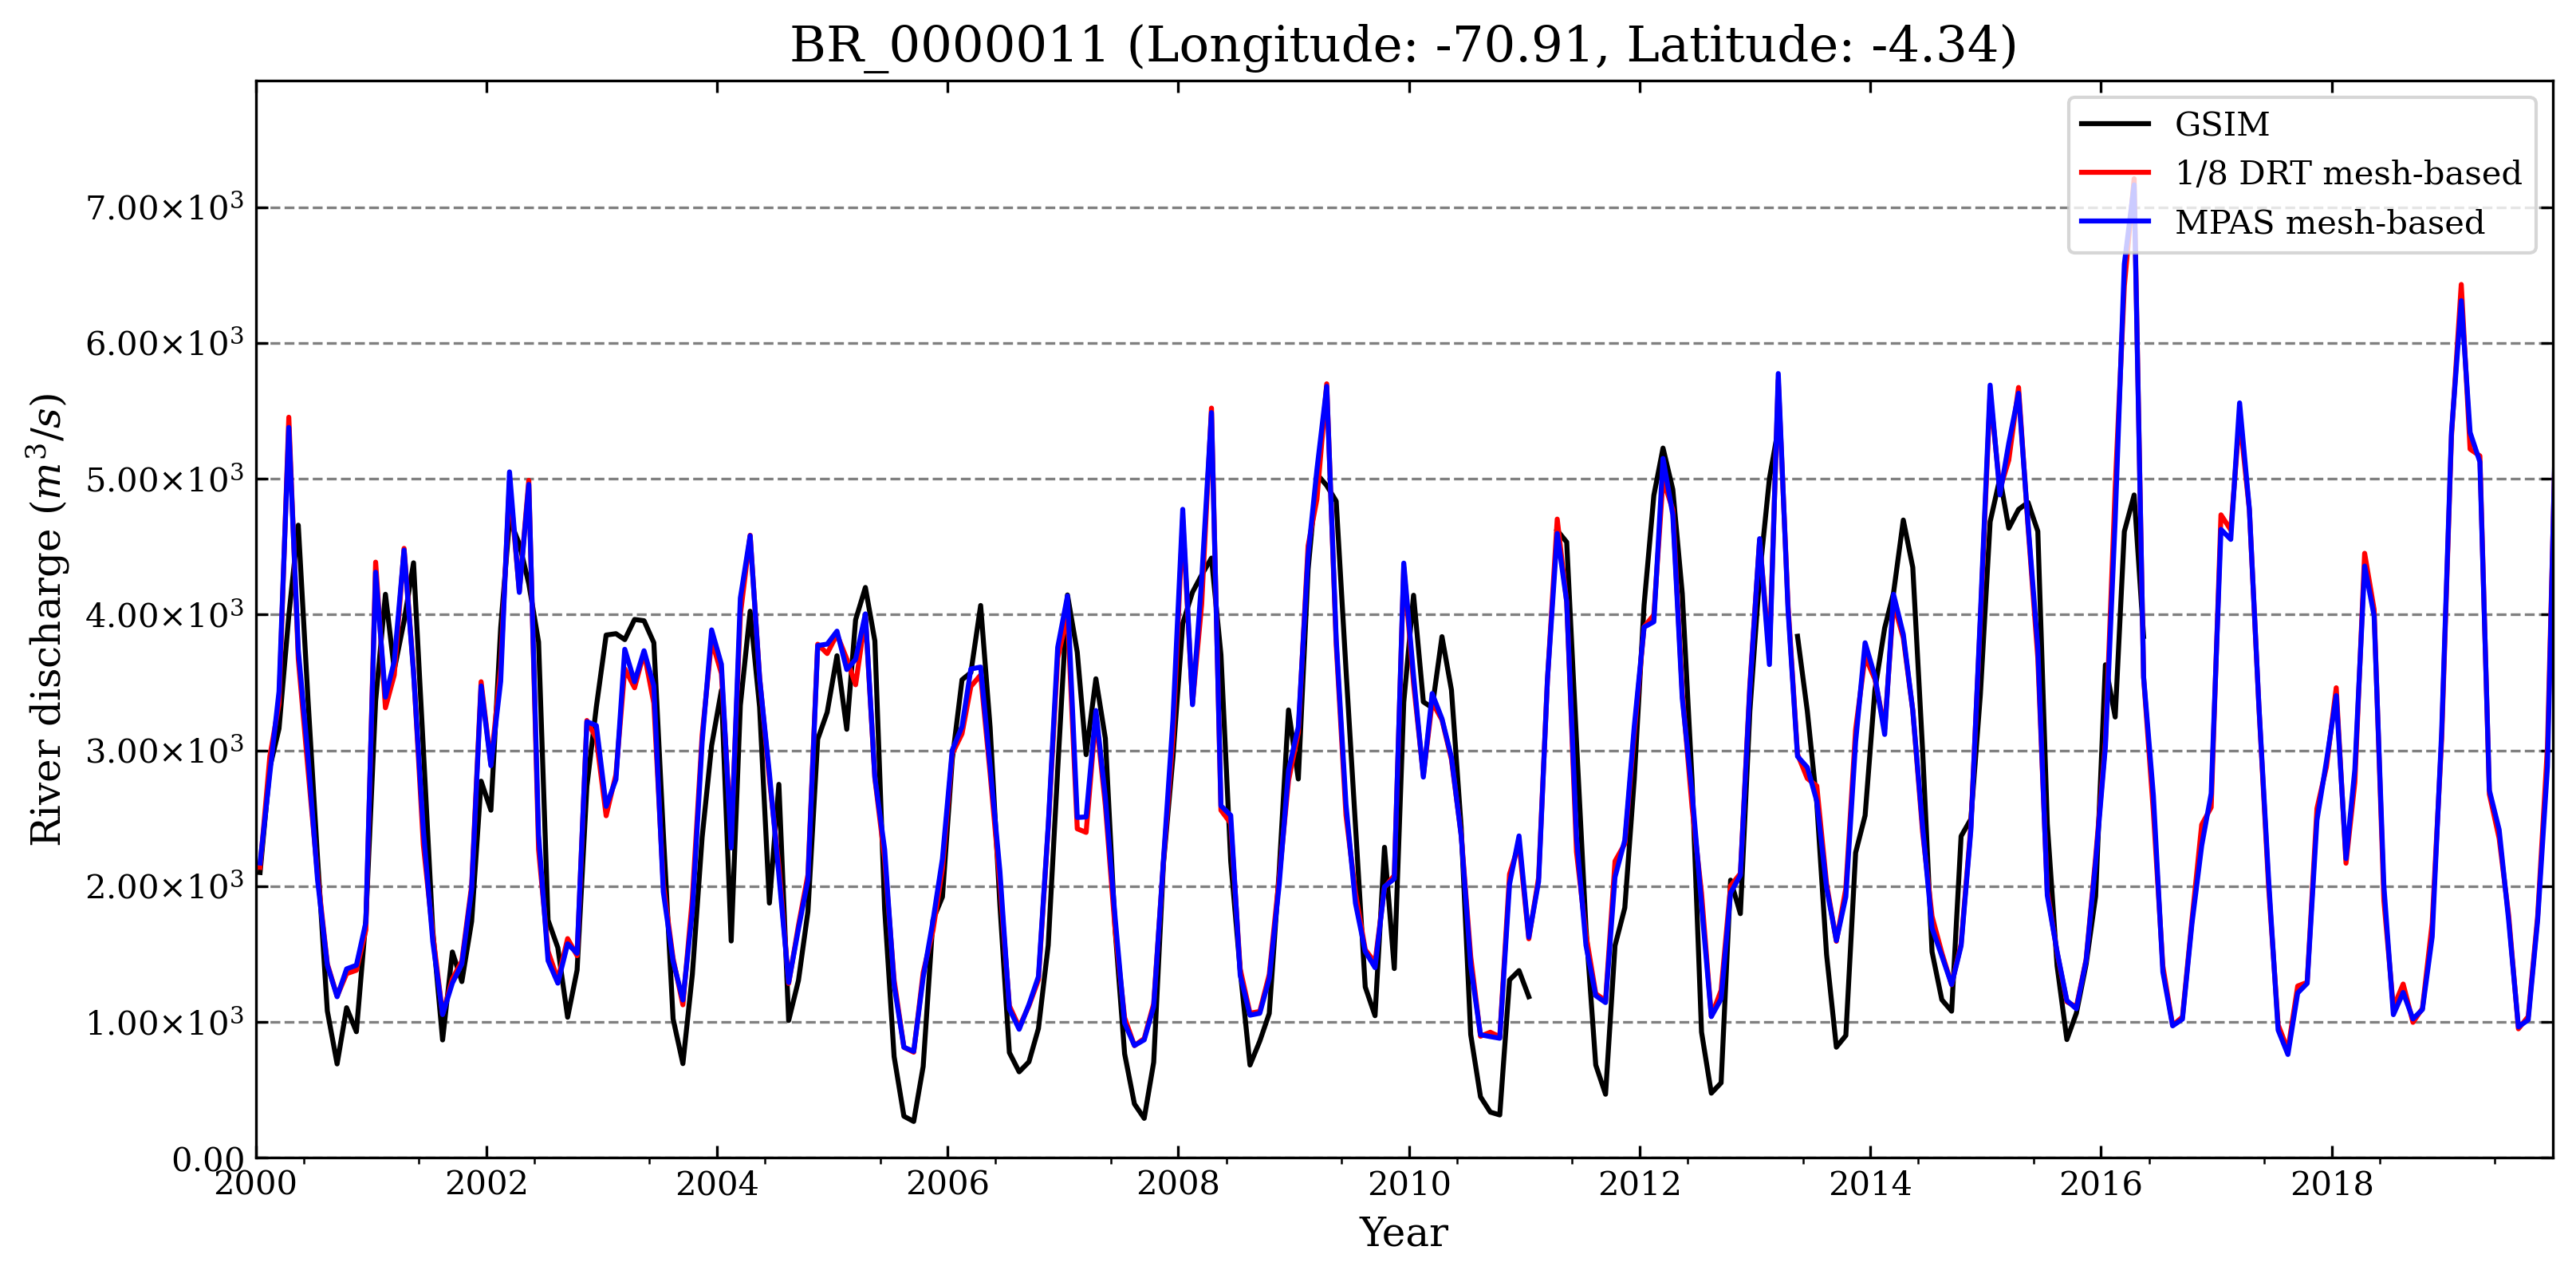 BR_0000011 (Longitude: -70.91, Latitude: -4.34)
GSIM
1/8 DRT mesh-based
MPAS mesh-based
River discharge (m³/s)
7.00×10³
6.00×10³
5.00×10³
4.00×10³
3.00×10³
2.00×10³
1.00×10³
0.00
2000 2002 2004 2006 2008 2010 2012 2014 2016 2018
Year